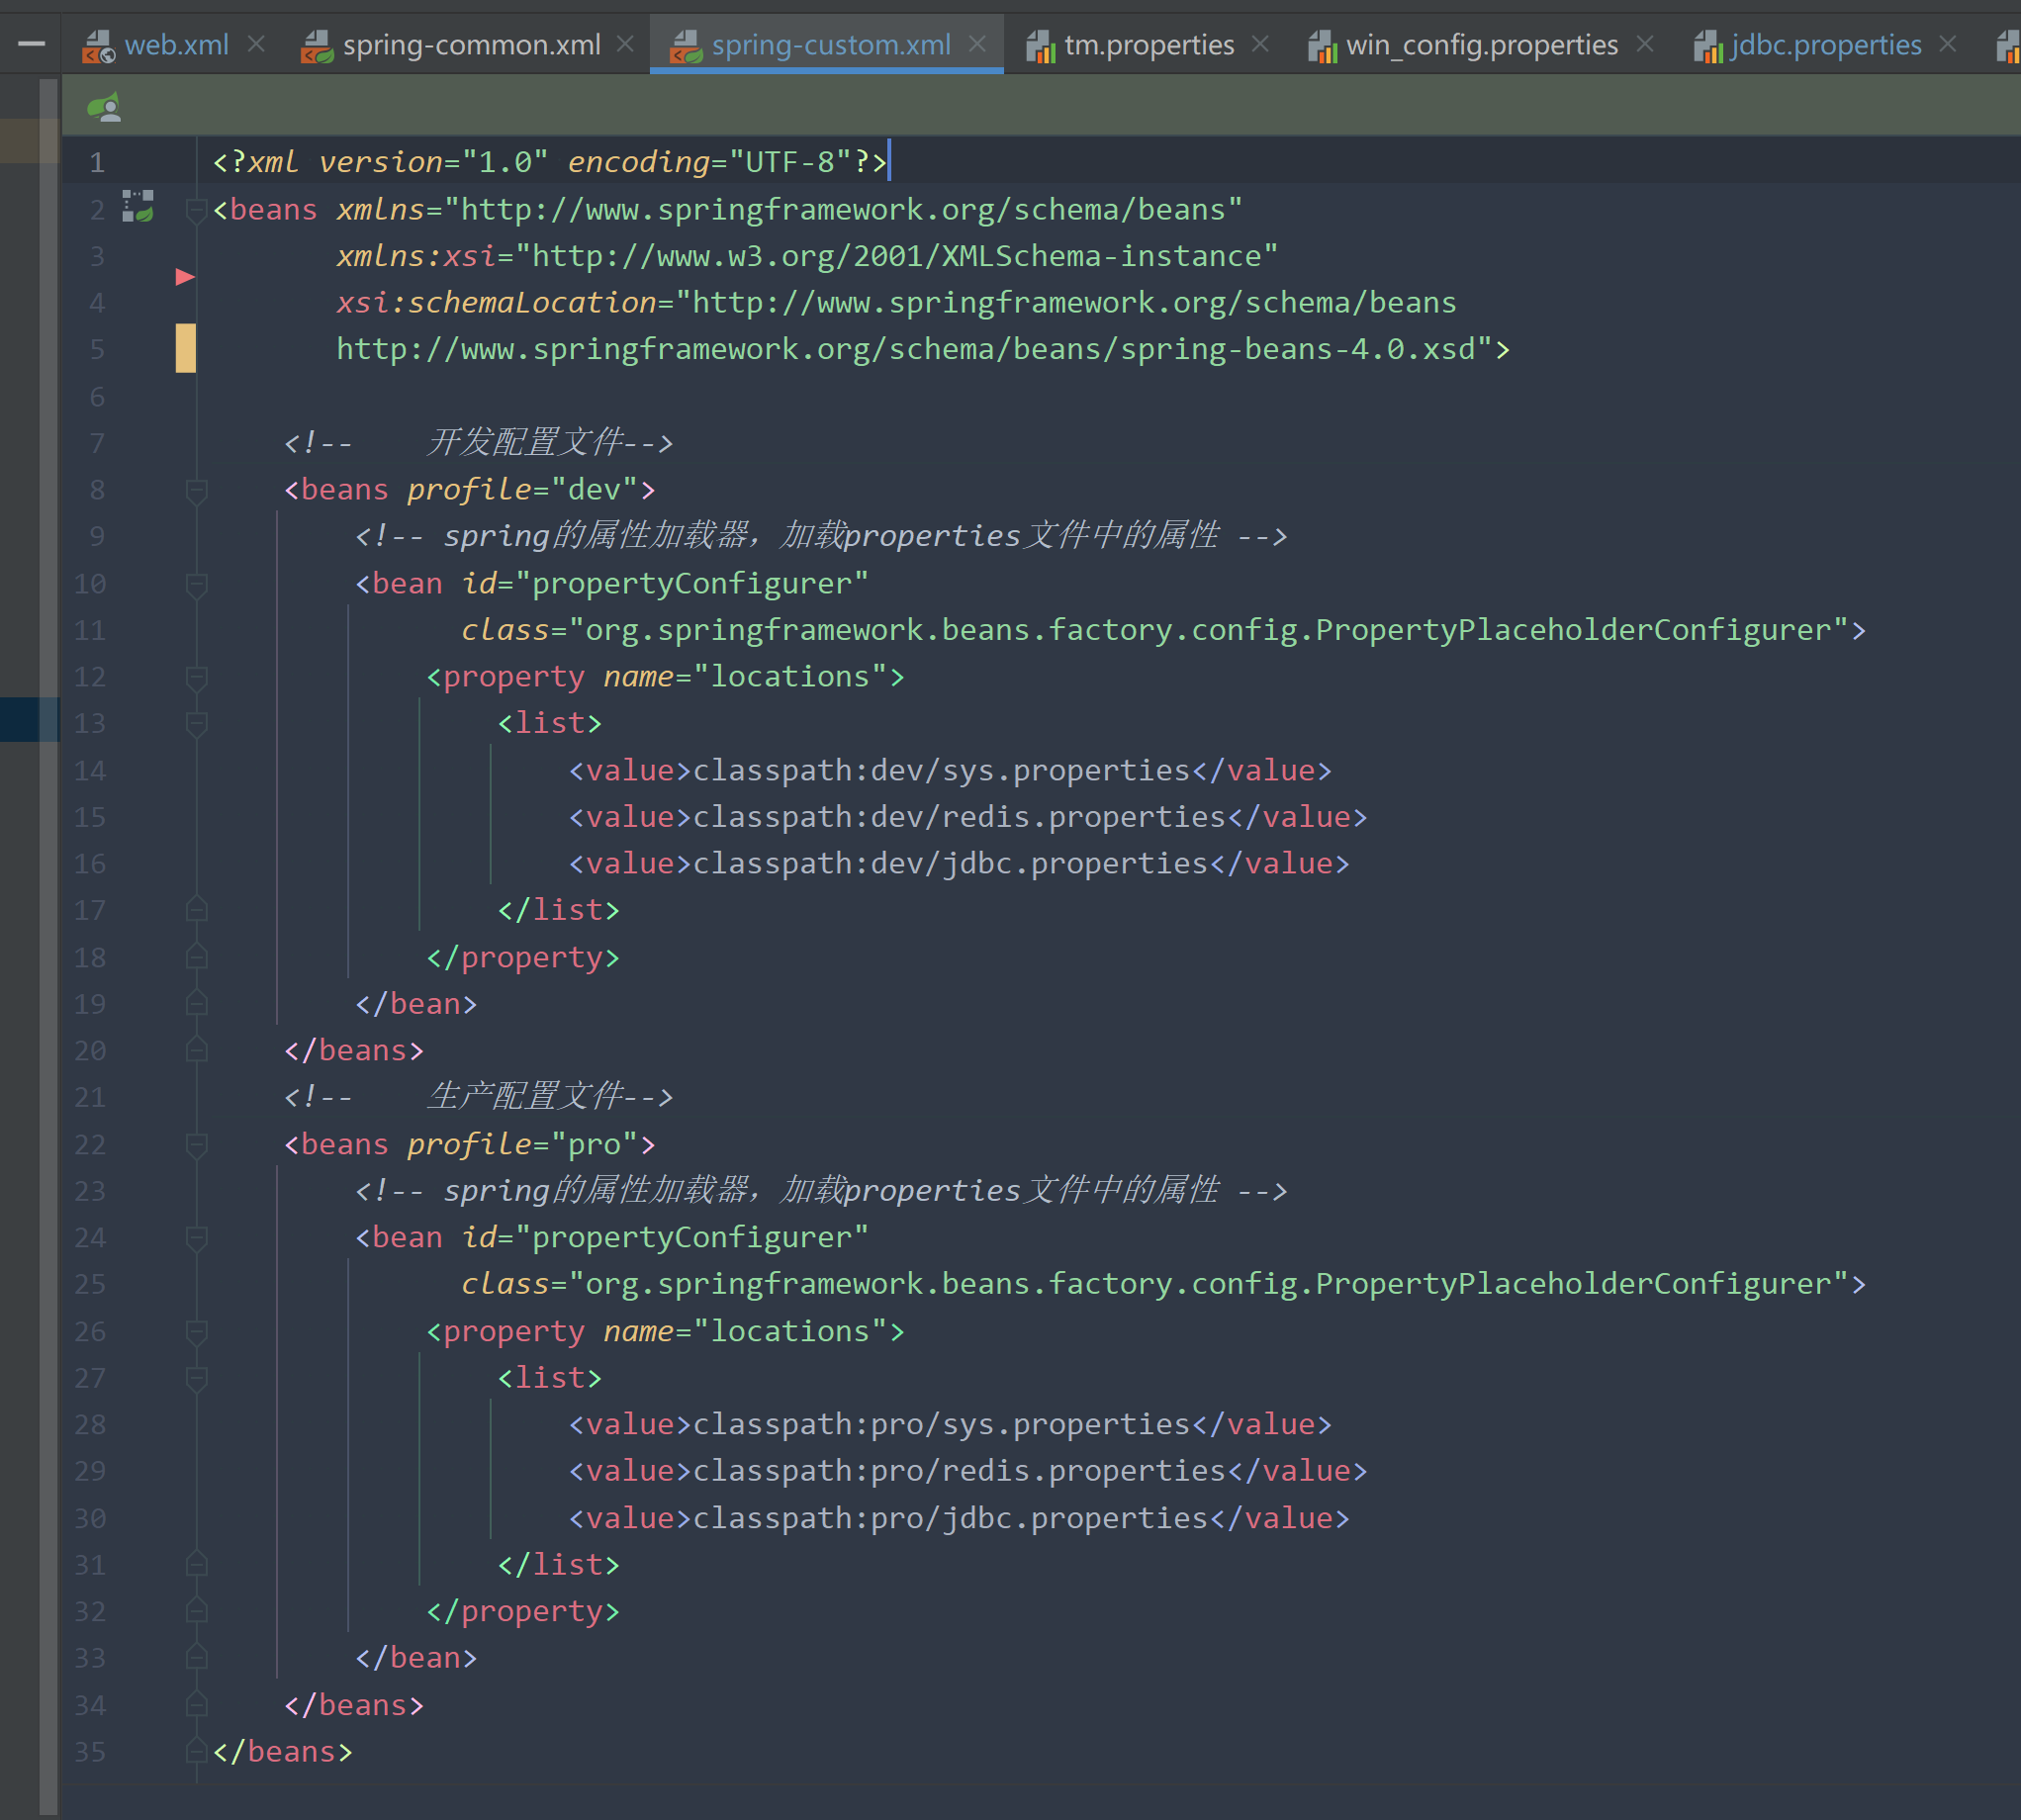 web.xml spring-common.xml spring-custom.xml tm.properties win_config.properties jdbc.properties
1 <?xml version="1.0" encoding="UTF-8"?>
2 <beans xmlns="http://www.springframework.org/schema/beans"
3 xmlns:xsi="http://www.w3.org/2001/XMLSchema-instance"
4 xsi:schemaLocation="http://www.springframework.org/schema/beans
5 http://www.springframework.org/schema/beans/spring-beans-4.0.xsd">
6
7 <!-- 开发配置文件-->
8 <beans profile="dev">
9 <!-- spring的属性加载器，加载properties文件中的属性 -->
10 <bean id="propertyConfigurer"
11 class="org.springframework.beans.factory.config.PropertyPlaceholderConfigurer">
12 <property name="locations">
13 <list>
14 <value>classpath:dev/sys.properties</value>
15 <value>classpath:dev/redis.properties</value>
16 <value>classpath:dev/jdbc.properties</value>
17 </list>
18 </property>
19 </bean>
20 </beans>
21 <!-- 生产配置文件-->
22 <beans profile="pro">
23 <!-- spring的属性加载器，加载properties文件中的属性 -->
24 <bean id="propertyConfigurer"
25 class="org.springframework.beans.factory.config.PropertyPlaceholderConfigurer">
26 <property name="locations">
27 <list>
28 <value>classpath:pro/sys.properties</value>
29 <value>classpath:pro/redis.properties</value>
30 <value>classpath:pro/jdbc.properties</value>
31 </list>
32 </property>
33 </bean>
34 </beans>
35 </beans>